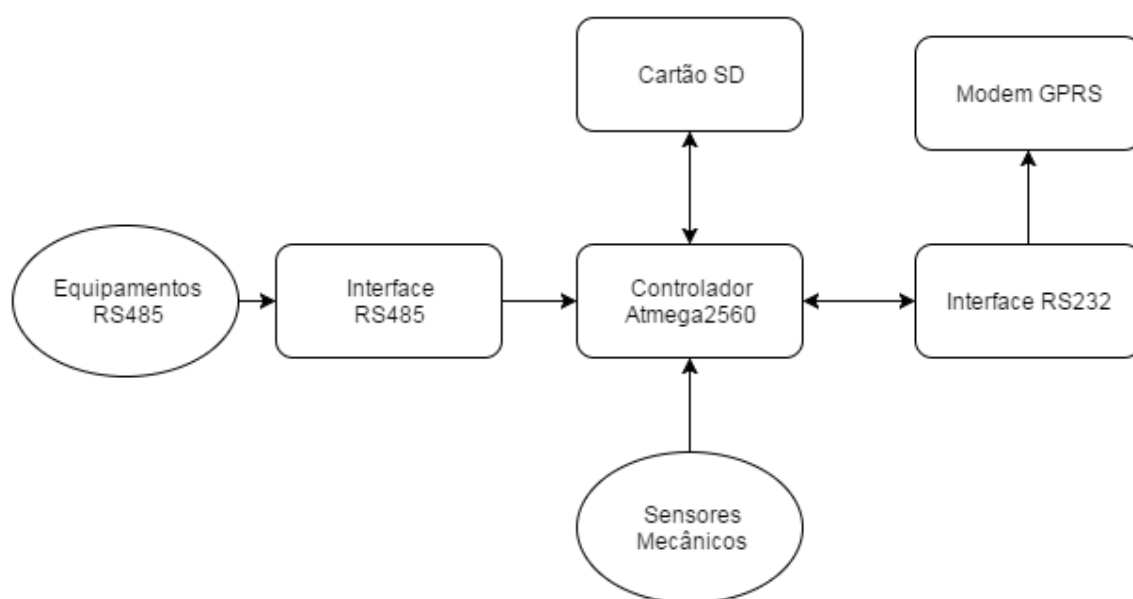 Cartão SD
Modem GPRS
Equipamentos
RS485
Interface
RS485
Controlador
Atmega2560
Interface RS232
Sensores
Mecânicos